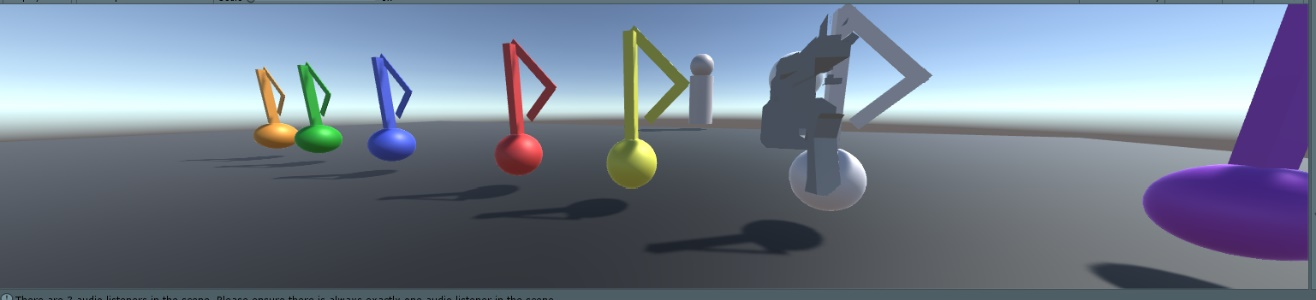 There are 2 audio listeners in the scene. Please ensure there is always exactly one audio listener in the scene.